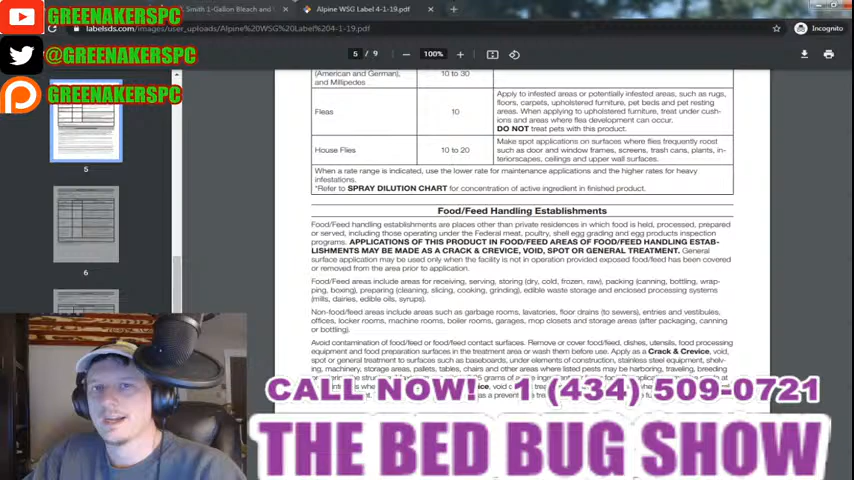 Smith 1-Gallon Bleach and
Alpine WSG Label 4-1-19.pdf
labelsds.com/images/user_uploads/Alpine%20WSG%20Label%204-1-19.pdf
Incognito
5 / 9
100%
@GREENAKERSPC
GREENAKERSPC
GREENAKERSPC
5
6
(American and German),
and Millipedes
10 to 30
Fleas
10
Apply to infested areas or potentially infested areas, such as rugs,
floors, carpets, upholstered furniture, pet beds and pet resting
areas. When applying to upholstered furniture, treat under cush-
ions and areas where flea development can occur.
DO NOT treat pets with this product.
House Flies
10 to 20
Make spot applications on surfaces where flies frequently rest
such as door and window frames, screens, trash cans, plants, in-
teriorscapes, ceilings and upper wall surfaces.
When a rate range is indicated, use the lower rate for maintenance applications and the higher rates for heavy
infestations.
*Refer to SPRAY DILUTION CHART for concentration of active ingredient in finished product.
Food/Feed Handling Establishments
Food/Feed handling establishments are places other than private residences in which food is held, processed, prepared
or served, including those operating under the Federal meat, poultry, shell egg grading and egg products inspection
programs. APPLICATIONS OF THIS PRODUCT IN FOOD/FEED AREAS OF FOOD/FEED HANDLING ESTAB-
LISHMENTS MAY BE MADE AS A CRACK & CREVICE, VOID, SPOT OR GENERAL TREATMENT. General
surface application may be used only when the facility is not in operation provided exposed food/feed has been covered
or removed from the area prior to application.
Food/Feed areas include areas for receiving, serving, storing (dry, cold, frozen, raw), packing (canning, bottling, wrap-
ping, boxing), preparing (cleaning, slicing, cooking, grinding), edible waste storage and enclosed processing systems
(mills, dairies, edible oils, syrups).
Non-food/feed areas include areas such as garbage rooms, lavatories, floor drains (to sewers), entries and vestibules,
offices, locker rooms, machine rooms, boiler rooms, garages, mop closets and storage areas (after packaging, canning
or bottling).
Avoid contamination of food/feed or food/feed contact surfaces. Remove or cover food/feed, dishes, utensils, food processing
equipment and food preparation surfaces in the treatment area or wash them before use. Apply as a Crack & Crevice, void,
spot or general treatment to surfaces such as baseboards, under elements of construction, stainless steel equipment, shelv-
ing, machinery, storage areas, pallets, tables, chairs and other areas where listed pests may be harboring, traveling, breeding
CALL NOW! 1 (434) 509-0721
THE BED BUG SHOW